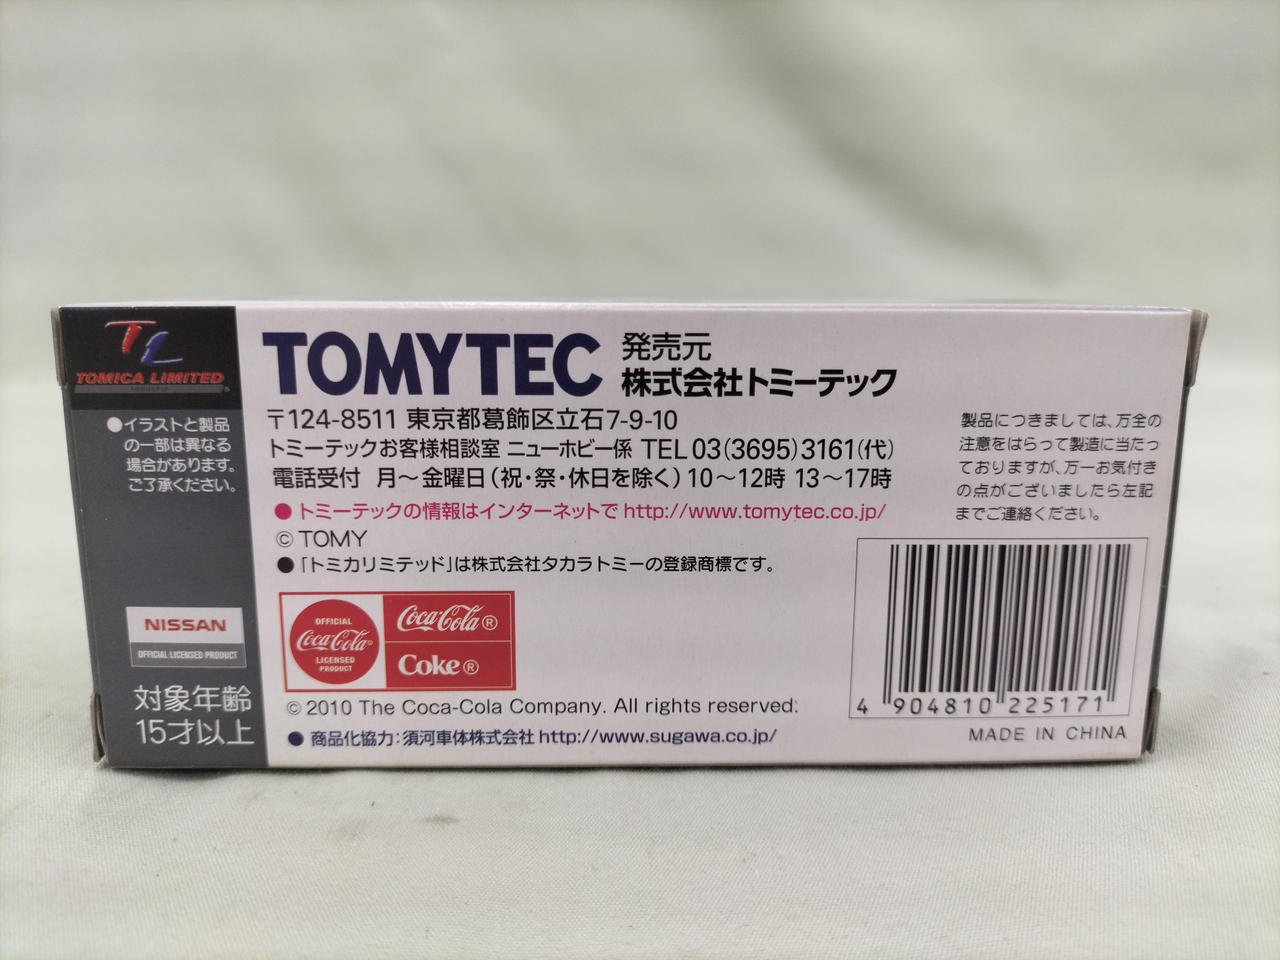 TL
TOMICA LIMITED
●イラストと製品
の一部は異なる
場合があります。
ご了承ください。
NISSAN
OFFICIAL LICENSED PRODUCT
対象年齢
15才以上
TOMYTEC 発売元
株式会社トミーテック
〒124-8511 東京都葛飾区立石7-9-10
トミーテックお客様相談室 ニューホビー係 TEL 03(3695)3161(代)
電話受付 月～金曜日(祝・祭・休日を除く)10～12時 13～17時
●トミーテックの情報はインターネットで http://www.tomytec.co.jp/
© TOMY
●「トミカリミテッド」は株式会社タカラトミーの登録商標です。
OFFICIAL
Coca-Cola®
LICENSED
PRODUCT
Coca-Cola®
Coke®
© 2010 The Coca-Cola Company. All rights reserved.
●商品化協力:須河車体株式会社 http://www.sugawa.co.jp/
製品につきましては、万全の
注意をはらって製造に当たっ
ておりますが、万一お気付き
の点がございましたら左記
までご連絡ください。
4 904810 225171
MADE IN CHINA